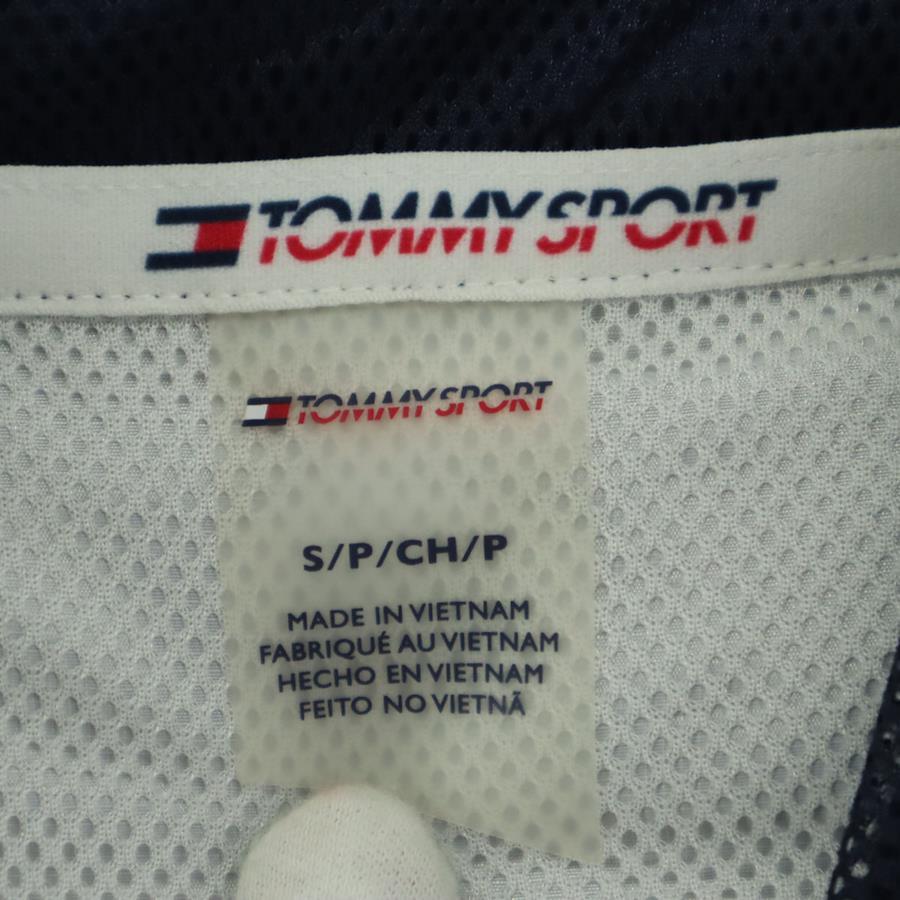 TOMMY SPORT
TOMMY SPORT
S/P/CH/P
MADE IN VIETNAM
FABRIQUÉ AU VIETNAM
HECHO EN VIETNAM
FEITO NO VIETNÃ